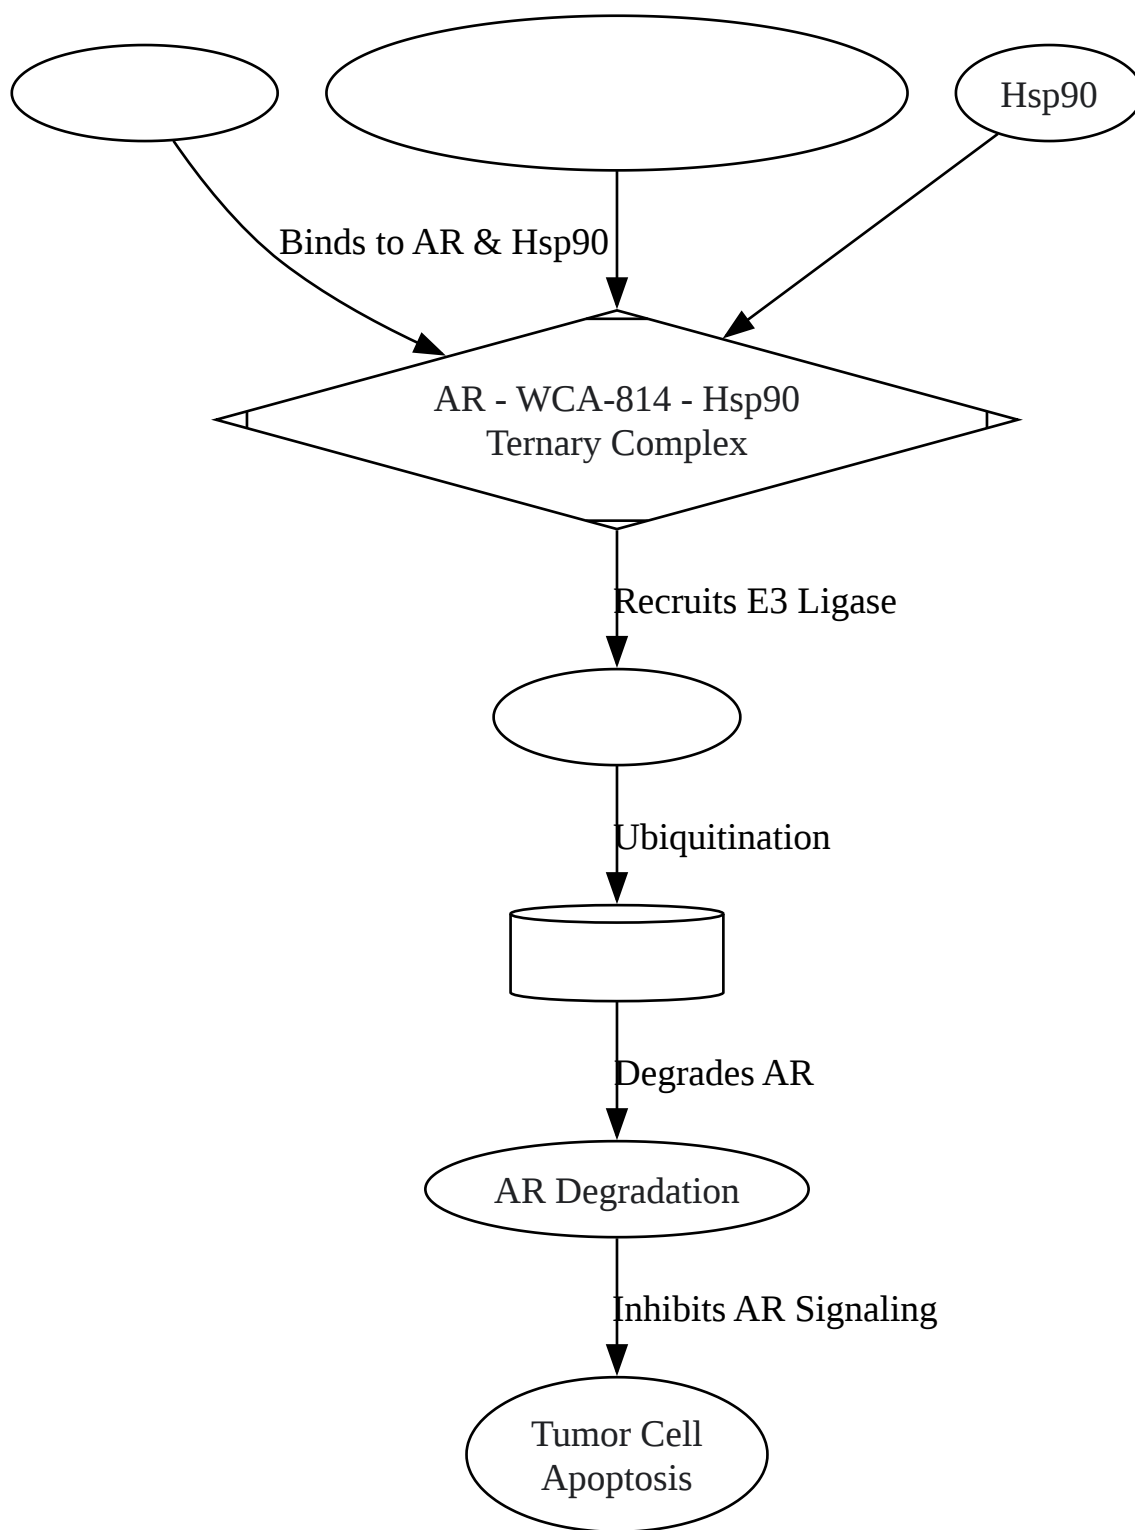 Hsp90
Binds to AR & Hsp90
AR - WCA-814 - Hsp90
Ternary Complex
Recruits E3 Ligase
Ubiquitination
Degrades AR
AR Degradation
Inhibits AR Signaling
Tumor Cell
Apoptosis